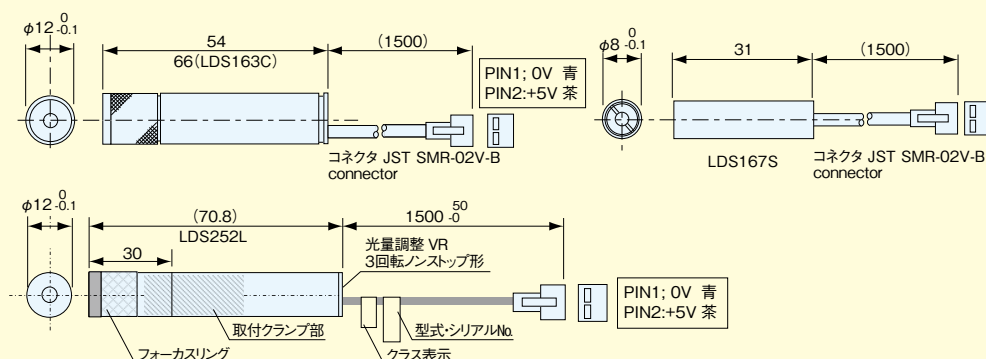 φ12 0 -0.1
54
66(LDS163C)
(1500)
PIN1; 0V 青
PIN2:+5V 茶
コネクタ JST SMR-02V-B
connector
φ8 0 -0.1
31
(1500)
LDS167S
コネクタ JST SMR-02V-B
connector
φ12 0 -0.1
(70.8)
LDS252L
30
1500 50 -0
光量調整 VR
3回転ノンストップ形
PIN1; 0V 青
PIN2:+5V 茶
取付クランプ部
型式・シリアルNo.
フォーカスリング
クラス表示